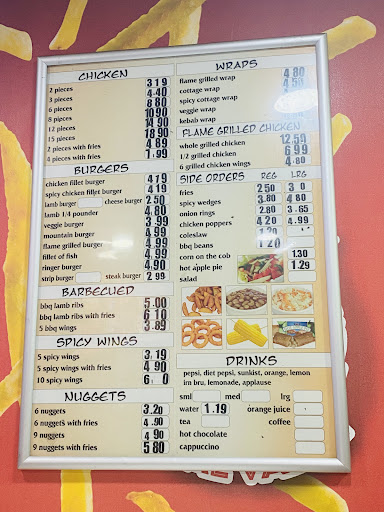 CHICKEN
2 pieces 3.19
3 pieces 4.40
6 pieces 8.80
8 pieces 10.90
12 pieces 14.90
15 pieces 18.90
2 pieces with fries 4.89
4 pieces with fries 7.99
BURGERS
chicken fillet burger 4.19
spicy chicken fillet burger 4.19
lamb burger cheese burger 2.50
lamb 1/4 pounder 4.80
veggie burger 3.99
mountain burger 4.99
flame grilled burger 4.99
fillet of fish 4.99
ringer burger 4.90
strip burger steak burger 2.99
BARBECUED
bbq lamb ribs 5.00
bbq lamb ribs with fries 6.10
5 bbq wings 3.89
SPICY WINGS
5 spicy wings 3.19
5 spicy wings with fries 4.90
10 spicy wings 6 0
NUGGETS
6 nuggets 3.20
6 nuggets with fries 4.90
9 nuggets 4 90
9 nuggets with fries 5 80
WRAPS
flame grilled wrap 4.80
cottage wrap
spicy cottage wrap
veggie wrap
kebab wrap
FLAME GRILLED CHICKEN
whole grilled chicken 12.50
1/2 grilled chicken 6.99
6 grilled chicken wings 4.80
SIDE ORDERS REG LRG
fries 2.50 3 0
spicy wedges 3.80 4.80
onion rings 2.80 3.65
chicken poppers 4.20 4.99
coleslaw 1.20
bbq beans 1 20
corn on the cob 1.30
hot apple pie 1.29
salad
DRINKS
pepsi, diet pepsi, sunkist, orange, lemon
irn bru, lemonade, applause
sml med lrg
water 1.19 orange juice
tea coffee
hot chocolate
cappuccino